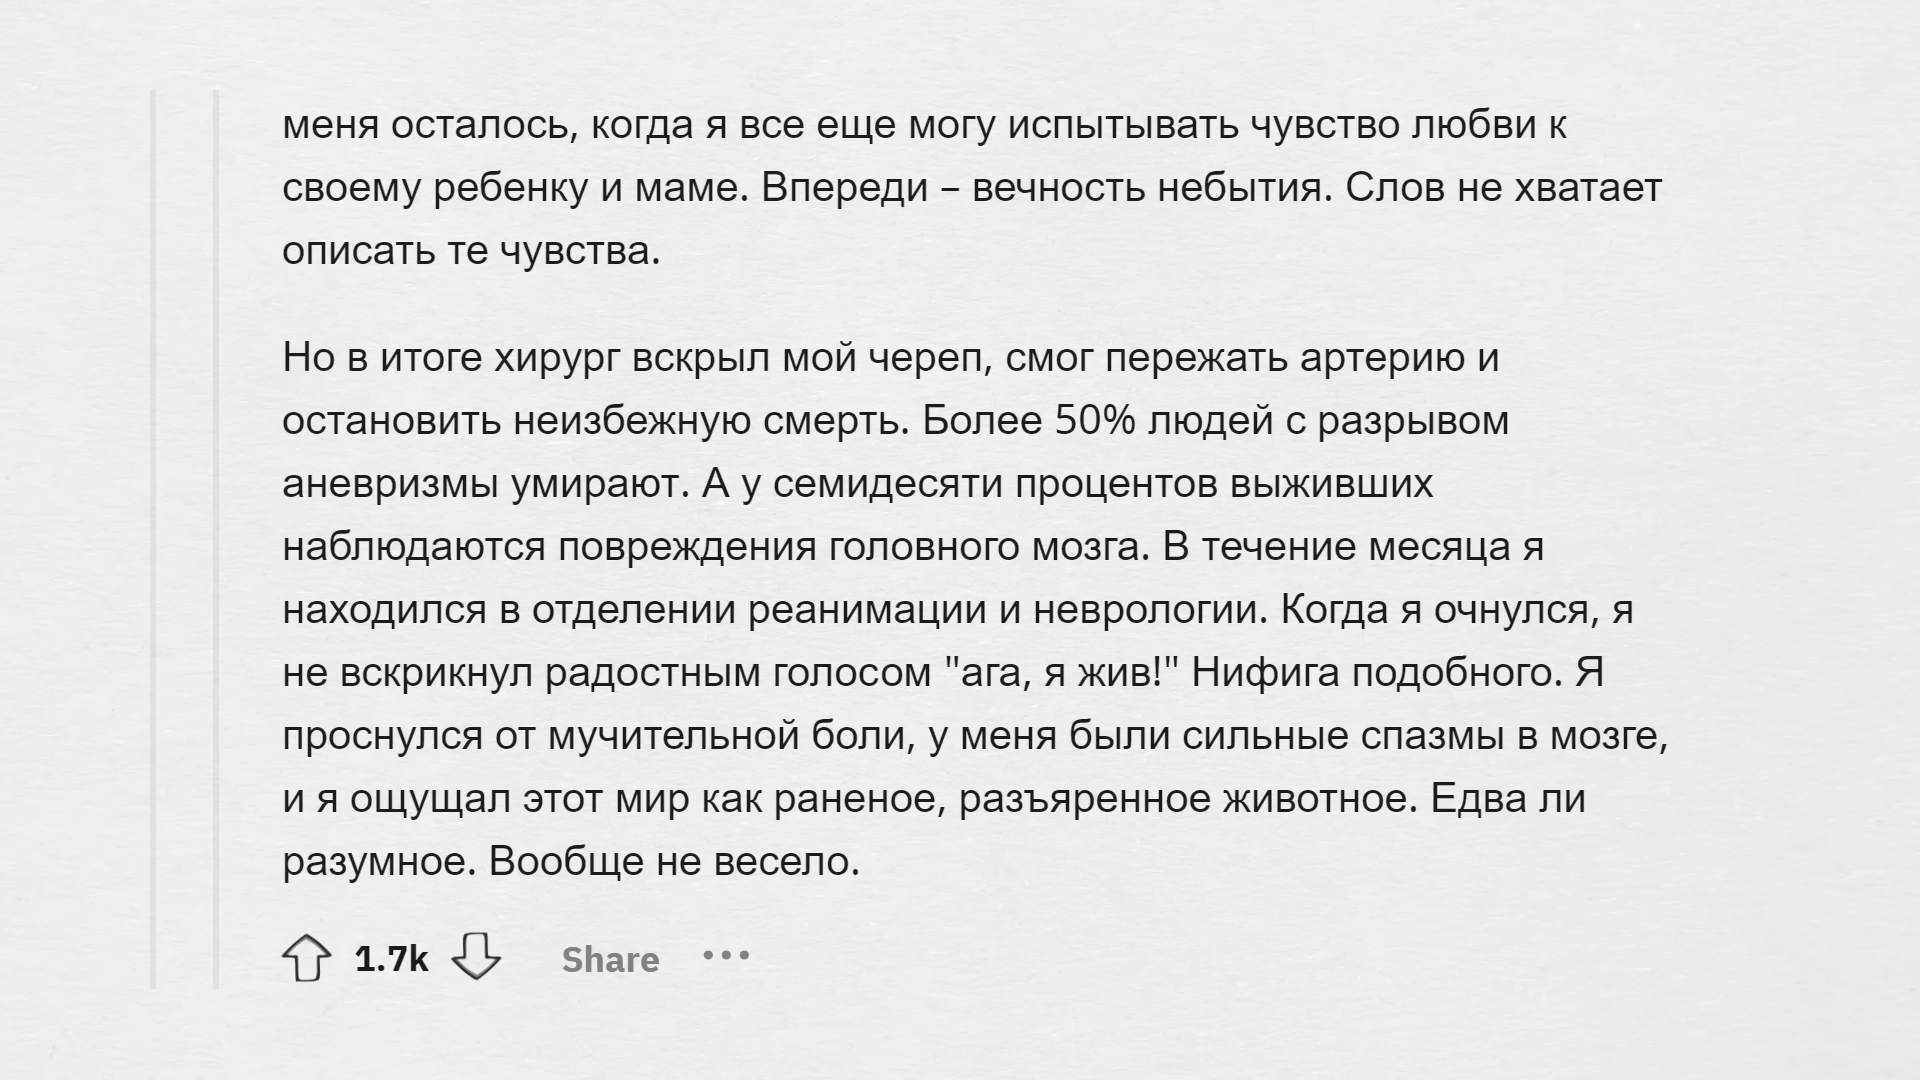 меня осталось, когда я все еще могу испытывать чувство любви к
своему ребенку и маме. Впереди – вечность небытия. Слов не хватает
описать те чувства.
Но в итоге хирург вскрыл мой череп, смог пережать артерию и
остановить неизбежную смерть. Более 50% людей с разрывом
аневризмы умирают. А у семидесяти процентов выживших
наблюдаются повреждения головного мозга. В течение месяца я
находился в отделении реанимации и неврологии. Когда я очнулся, я
не вскрикнул радостным голосом "ага, я жив!" Нифига подобного. Я
проснулся от мучительной боли, у меня были сильные спазмы в мозге,
и я ощущал этот мир как раненое, разъяренное животное. Едва ли
разумное. Вообще не весело.
1.7k Share •••